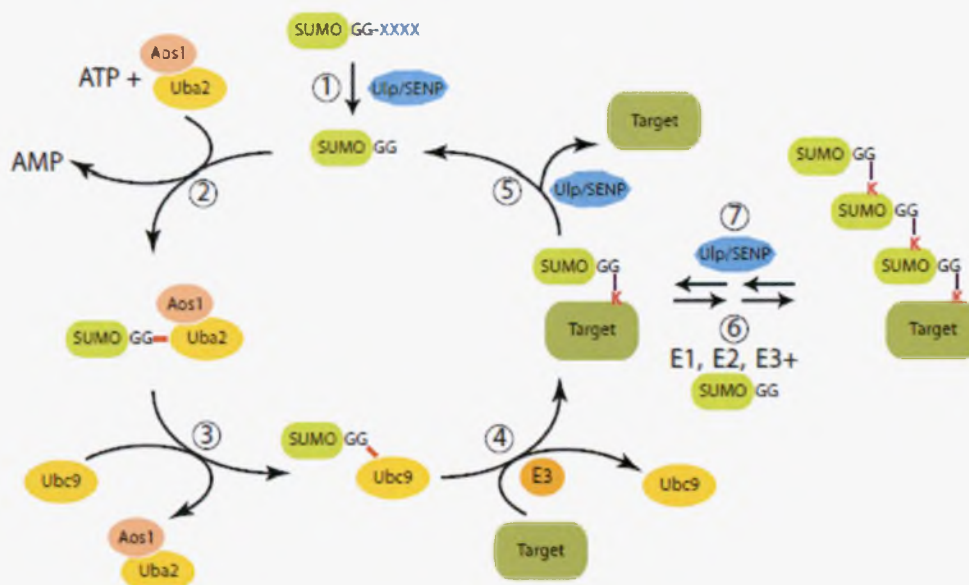 SUMO GG-XXXX
Aos1
ATP + Uba2
① Ulp/SENP
Target
SUMO GG
AMP
②
⑤ Ulp/SENP
SUMO GG
K
SUMO GG
K
SUMO GG
K
Target
⑦
Ulp/SENP
SUMO GG
K
Target
⑥
E1, E2, E3+
SUMO GG
Aos1
SUMO GG Uba2
③
SUMO GG
④
Ubc9
Ubc9
E3
Ubc9
Aos1
Uba2
Target